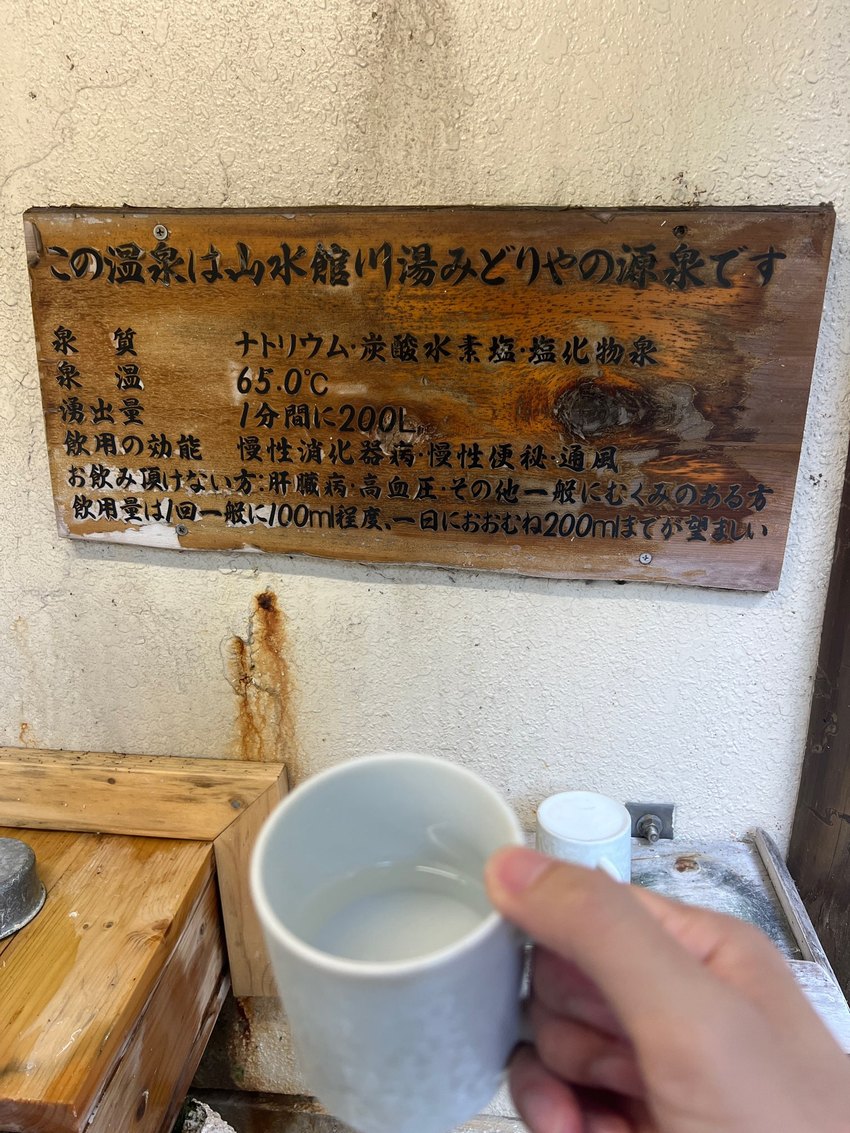 この温泉は山水館川湯みどりやの源泉です
泉質 ナトリウム・炭酸水素塩・塩化物泉
泉温 65.0℃
湧出量 1分間に200L
飲用の効能 慢性消化器病・慢性便秘・通風
お飲み頂けない方:肝臓病・高血圧・その他一般にむくみのある方
飲用量は1回一般に100ml程度、一日におおむね200mlまでが望ましい